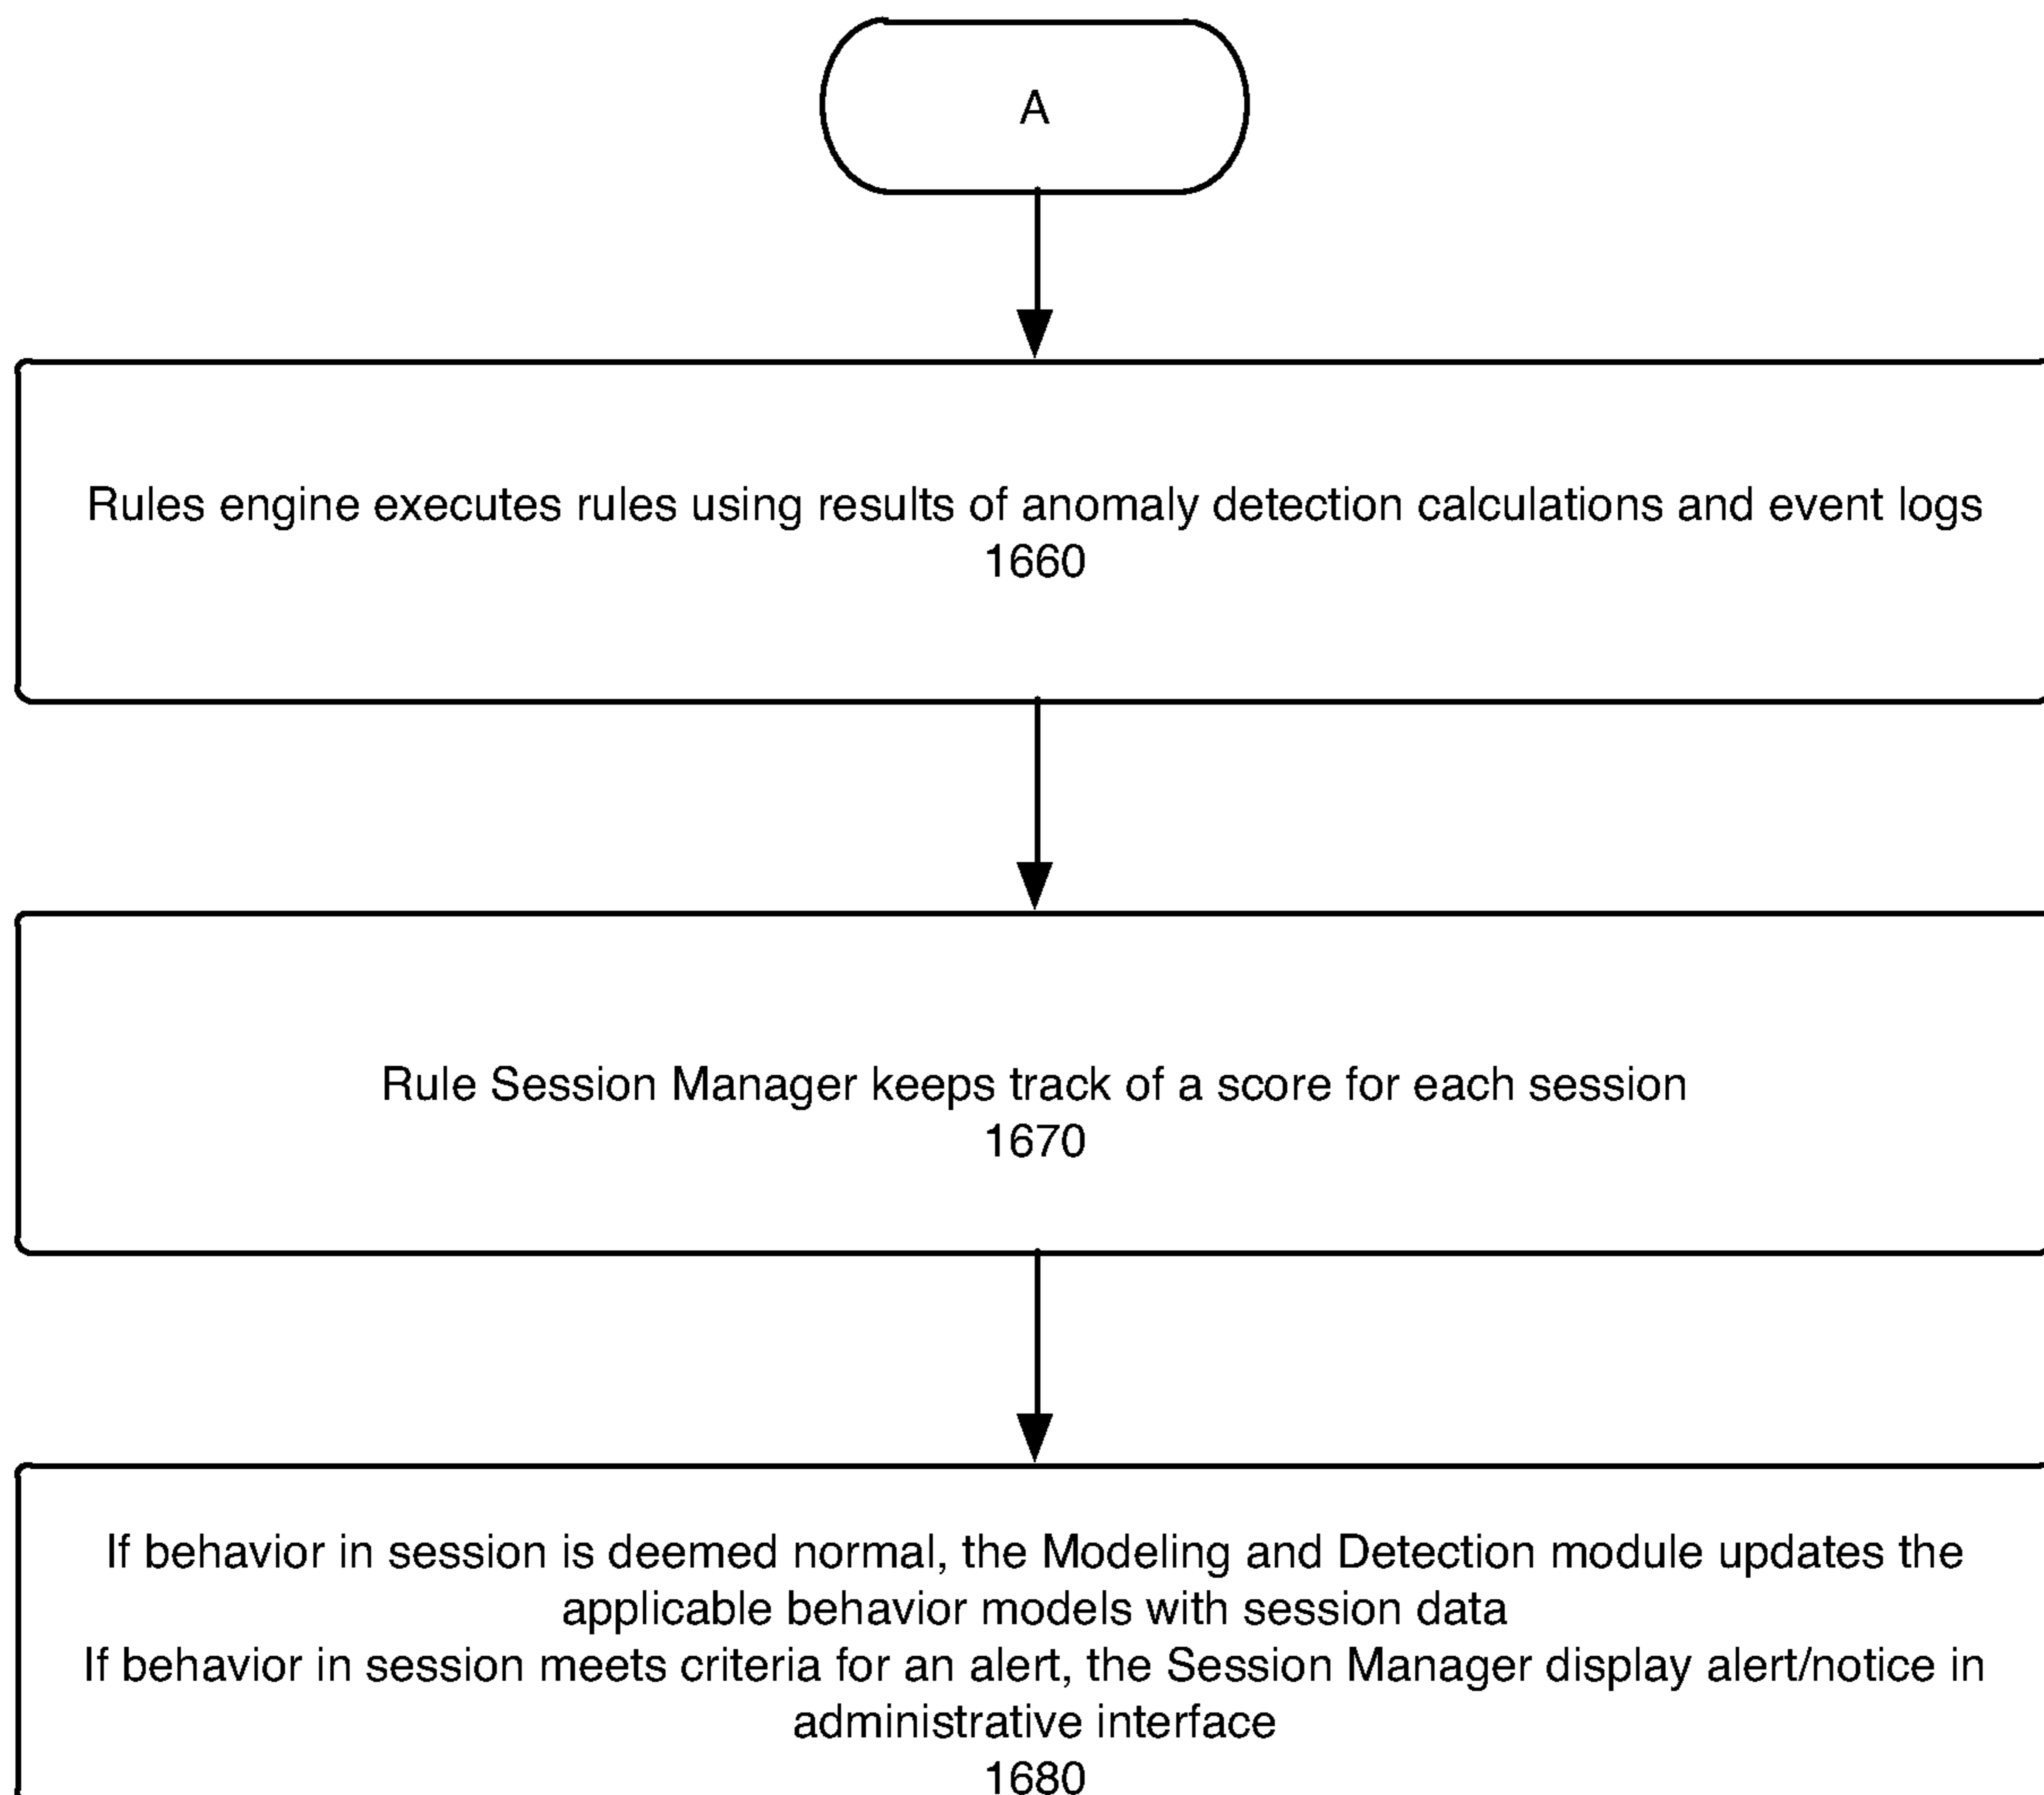 A
Rules engine executes rules using results of anomaly detection calculations and event logs
1660
Rule Session Manager keeps track of a score for each session
1670
If behavior in session is deemed normal, the Modeling and Detection module updates the
applicable behavior models with session data
If behavior in session meets criteria for an alert, the Session Manager display alert/notice in
administrative interface
1680